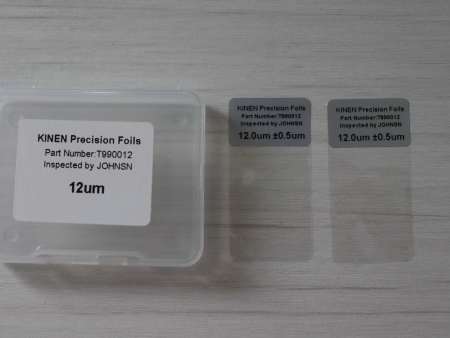 KINEN Precision Foils
Part Number:T990012
Inspected by JOHNSN
12um
KINEN Precision Foils
Part Number:T990012
Inspected by JOHNSN
12.0um ±0.5um
KINEN Precision Foils
Part Number:T990012
Inspected by JOHNSN
12.0um ±0.5um